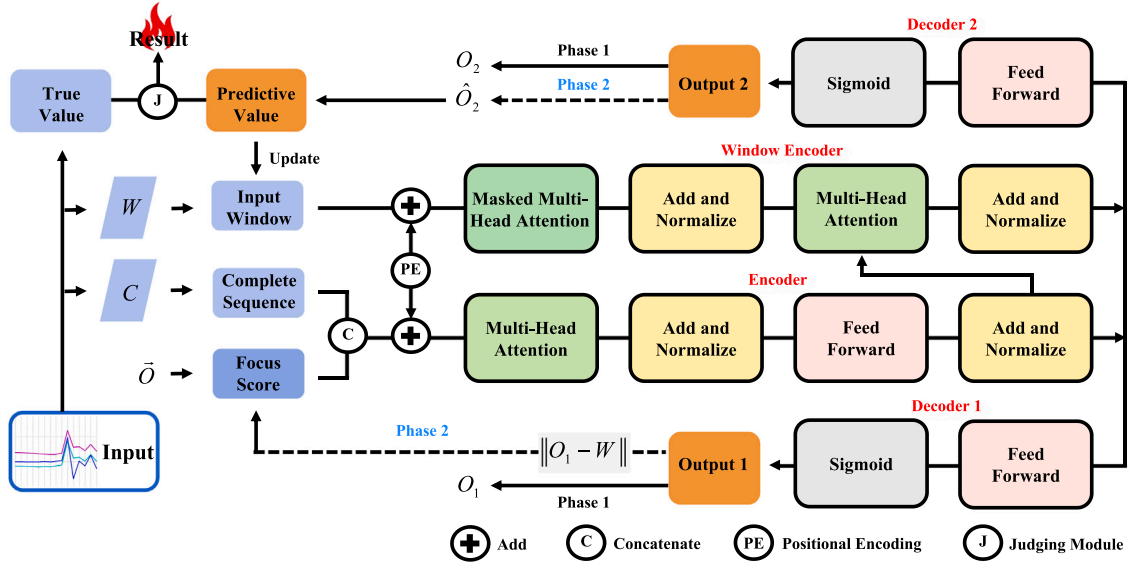 Result
True
Value
J
Predictive
Value
O₂
Phase 1
Ô₂
Phase 2
Output 2
Decoder 2
Sigmoid
Feed
Forward
Update
Window Encoder
W
Input
Window
Masked Multi-
Head Attention
Add and
Normalize
Multi-Head
Attention
Add and
Normalize
PE
C
Complete
Sequence
Encoder
C
Multi-Head
Attention
Add and
Normalize
Feed
Forward
Add and
Normalize
O⃗
Focus
Score
Decoder 1
Input
Phase 2
‖O₁ − W‖
Output 1
Sigmoid
Feed
Forward
O₁
Phase 1
Add
C
Concatenate
PE
Positional Encoding
J
Judging Module